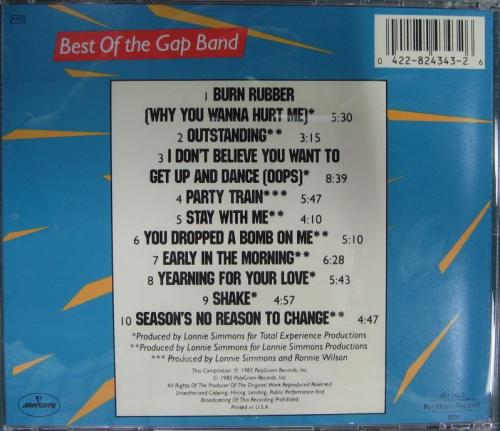 Best Of the Gap Band
0 422-824343-2 6
1 BURN RUBBER
(WHY YOU WANNA HURT ME)* 5:30
2 OUTSTANDING** 3:15
3 I DON'T BELIEVE YOU WANT TO
GET UP AND DANCE (OOPS)* 8:39
4 PARTY TRAIN*** 5:47
5 STAY WITH ME** 4:10
6 YOU DROPPED A BOMB ON ME** 5:10
7 EARLY IN THE MORNING** 6:28
8 YEARNING FOR YOUR LOVE* 5:43
9 SHAKE* 4:57
10 SEASON'S NO REASON TO CHANGE** 4:47
*Produced by Lonnie Simmons for Total Experience Productions
**Produced by Lonnie Simmons for Lonnie Simmons Productions
*** Produced by Lonnie Simmons and Ronnie Wilson
This Compilation ℗ 1985 PolyGram Records, Inc.
© 1985 PolyGram Records, Inc.
All Rights Of The Producer Of The Original Work Reproduced Reserved.
Unauthorized Copying, Hiring, Lending, Public Performance And
Broadcasting Of This Recording Prohibited.
Printed in U.S.A.
mercury
PolyGram Records